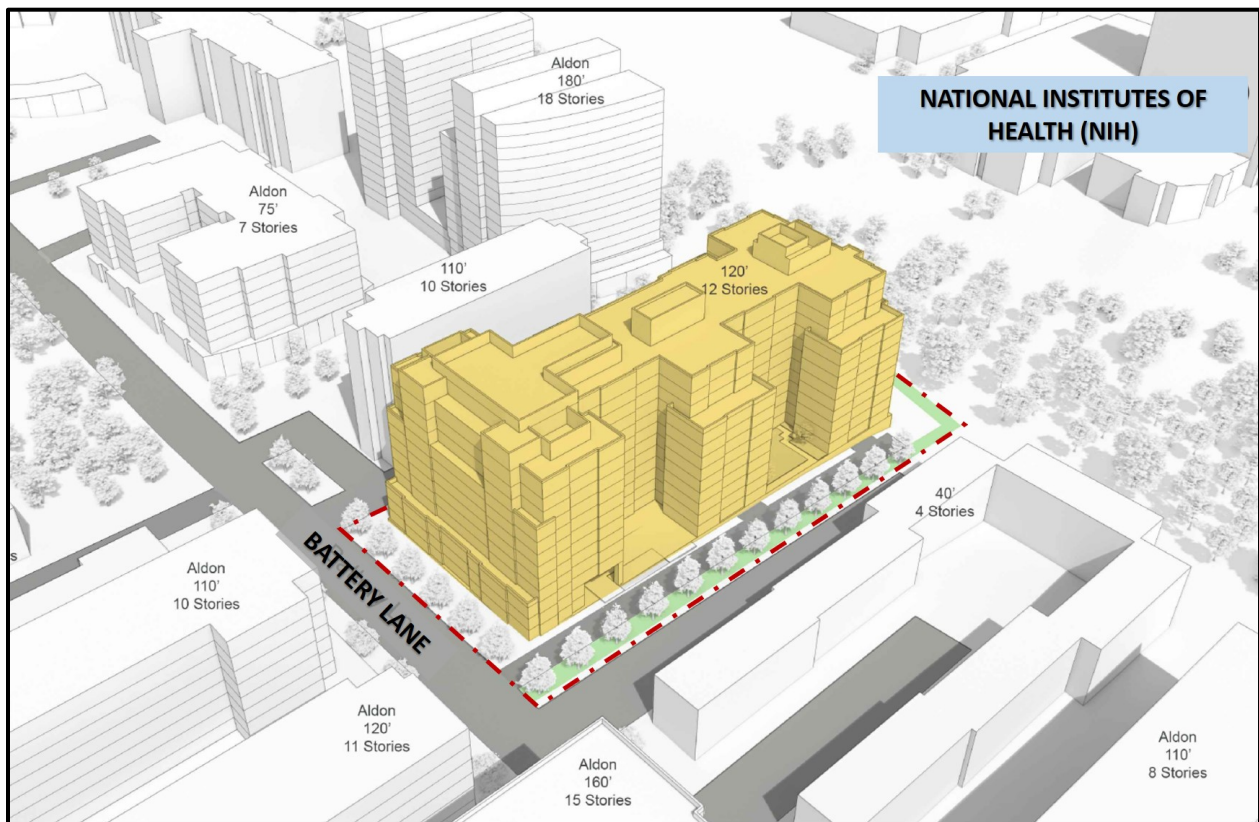 Aldon
180'
18 Stories
NATIONAL INSTITUTES OF
HEALTH (NIH)
Aldon
75'
7 Stories
110'
10 Stories
120'
12 Stories
40'
4 Stories
BATTERY LANE
s
Aldon
110'
10 Stories
Aldon
120'
11 Stories
Aldon
160'
15 Stories
Aldon
110'
8 Stories